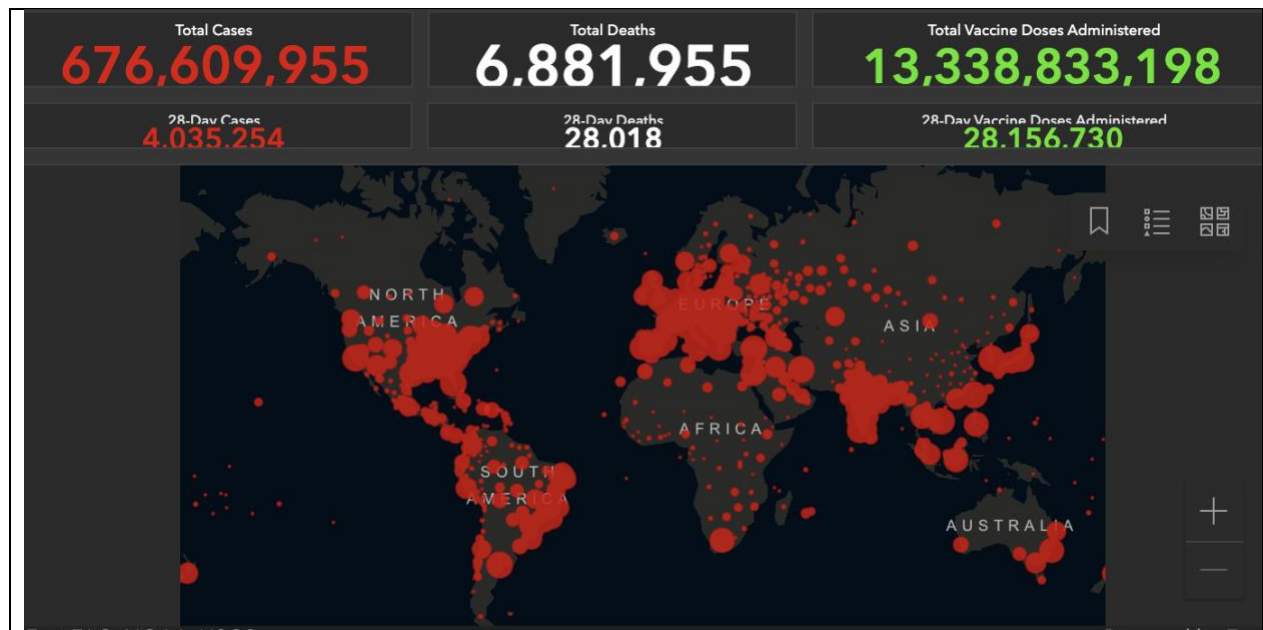 Total Cases
676,609,955
Total Deaths
6,881,955
Total Vaccine Doses Administered
13,338,833,198
28-Day Cases
4,035,254
28-Day Deaths
28,018
28-Day Vaccine Doses Administered
28,156,730
NORTH
AMERICA
EUROPE
ASIA
AFRICA
SOUTH
AMERICA
AUSTRALIA